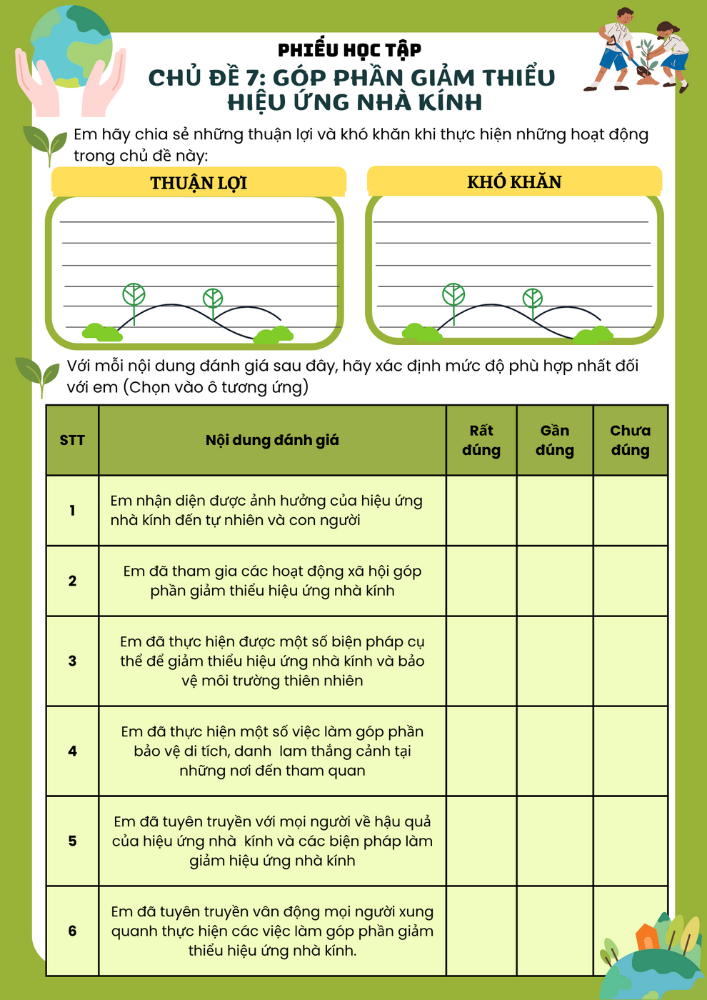 PHIẾU HỌC TẬP
CHỦ ĐỀ 7: GÓP PHẦN GIẢM THIỂU
HIỆU ỨNG NHÀ KÍNH
Em hãy chia sẻ những thuận lợi và khó khăn khi thực hiện những hoạt động
trong chủ đề này:
THUẬN LỢI
KHÓ KHĂN
Với mỗi nội dung đánh giá sau đây, hãy xác định mức độ phù hợp nhất đối
với em (Chọn vào ô tương ứng)
STT
Nội dung đánh giá
Rất
đúng
Gần
đúng
Chưa
đúng
1
Em nhận diện được ảnh hưởng của hiệu ứng
nhà kính đến tự nhiên và con người
2
Em đã tham gia các hoạt động xã hội góp
phần giảm thiểu hiệu ứng nhà kính
3
Em đã thực hiện được một số biện pháp cụ
thể để giảm thiểu hiệu ứng nhà kính và bảo
vệ môi trường thiên nhiên
4
Em đã thực hiện một số việc làm góp phần
bảo vệ di tích, danh  lam thắng cảnh tại
những nơi đến tham quan
5
Em đã tuyên truyền với mọi người về hậu quả
của hiệu ứng nhà  kính và các biện pháp làm
giảm hiệu ứng nhà kính
6
Em đã tuyên truyền vân động mọi người xung
quanh thực hiện các việc làm góp phần giảm
thiểu hiệu ứng nhà kính.